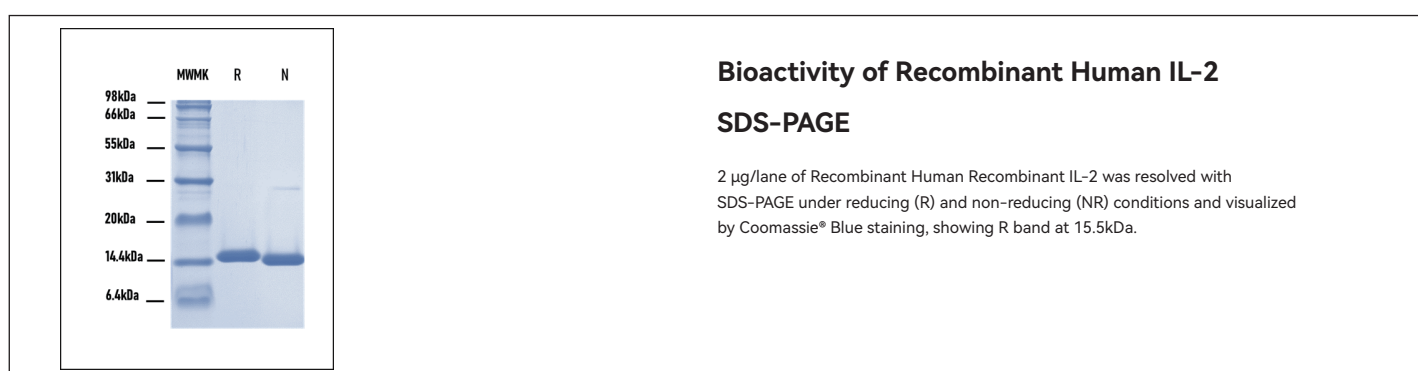 MWMK R N
98kDa
66kDa
55kDa
31kDa
20kDa
14.4kDa
6.4kDa
Bioactivity of Recombinant Human IL-2
SDS-PAGE
2 μg/lane of Recombinant Human Recombinant IL-2 was resolved with
SDS-PAGE under reducing (R) and non-reducing (NR) conditions and visualized
by Coomassie® Blue staining, showing R band at 15.5kDa.